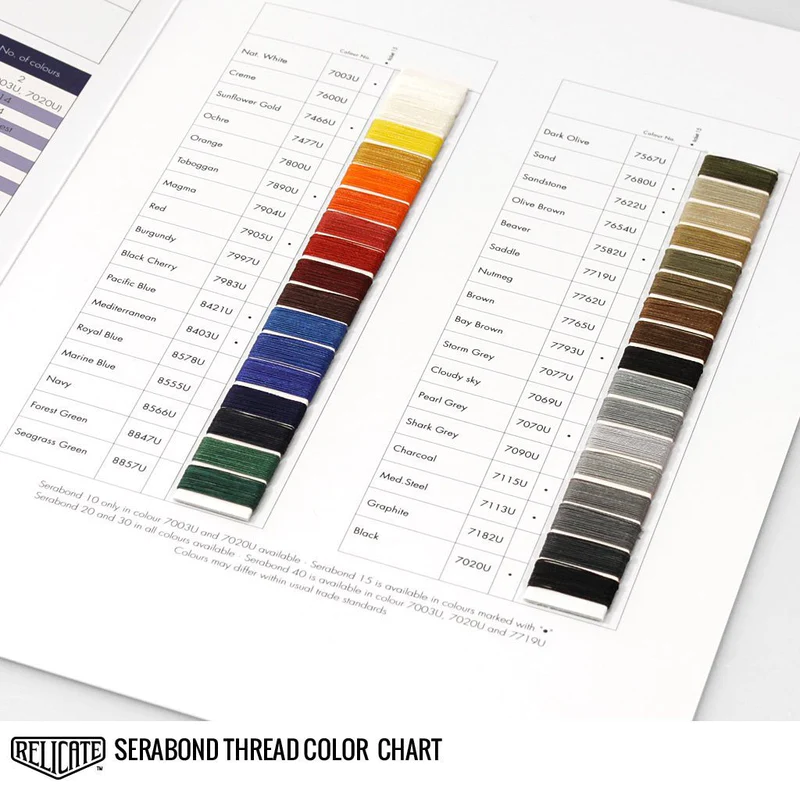 No. of colours
2
Colour No.
Nat. White 7003U •
Creme 7600U
Sunflower Gold 7466U •
Ochre 7477U
Orange 7800U
Toboggan 7890U •
Magma 7904U
Red 7905U •
Burgundy 7997U
Black Cherry 7983U
Pacific Blue 8421U •
Mediterranean 8403U •
Royal Blue 8578U
Marine Blue 8555U
Navy 8566U
Forest Green 8847U
Seagrass Green 8857U
Colour No.
Dark Olive 7567U
Sand 7680U •
Sandstone 7622U •
Olive Brown 7654U
Beaver 7582U •
Saddle 7719U
Nutmeg 7762U
Brown 7765U
Bay Brown 7793U •
Storm Grey 7077U
Cloudy sky 7069U
Pearl Grey 7070U •
Shark Grey 7090U
Charcoal 7115U •
Med.Steel 7113U •
Graphite 7182U
Black 7020U •
Serabond 10 only in colour 7003U and 7020U available · Serabond 15 is available in colours marked with "•"
Serabond 20 and 30 in all colours available · Serabond 40 is available in colour 7003U, 7020U and 7719U
Colours may differ within usual trade standards
RELICATE ™ SERABOND THREAD COLOR CHART